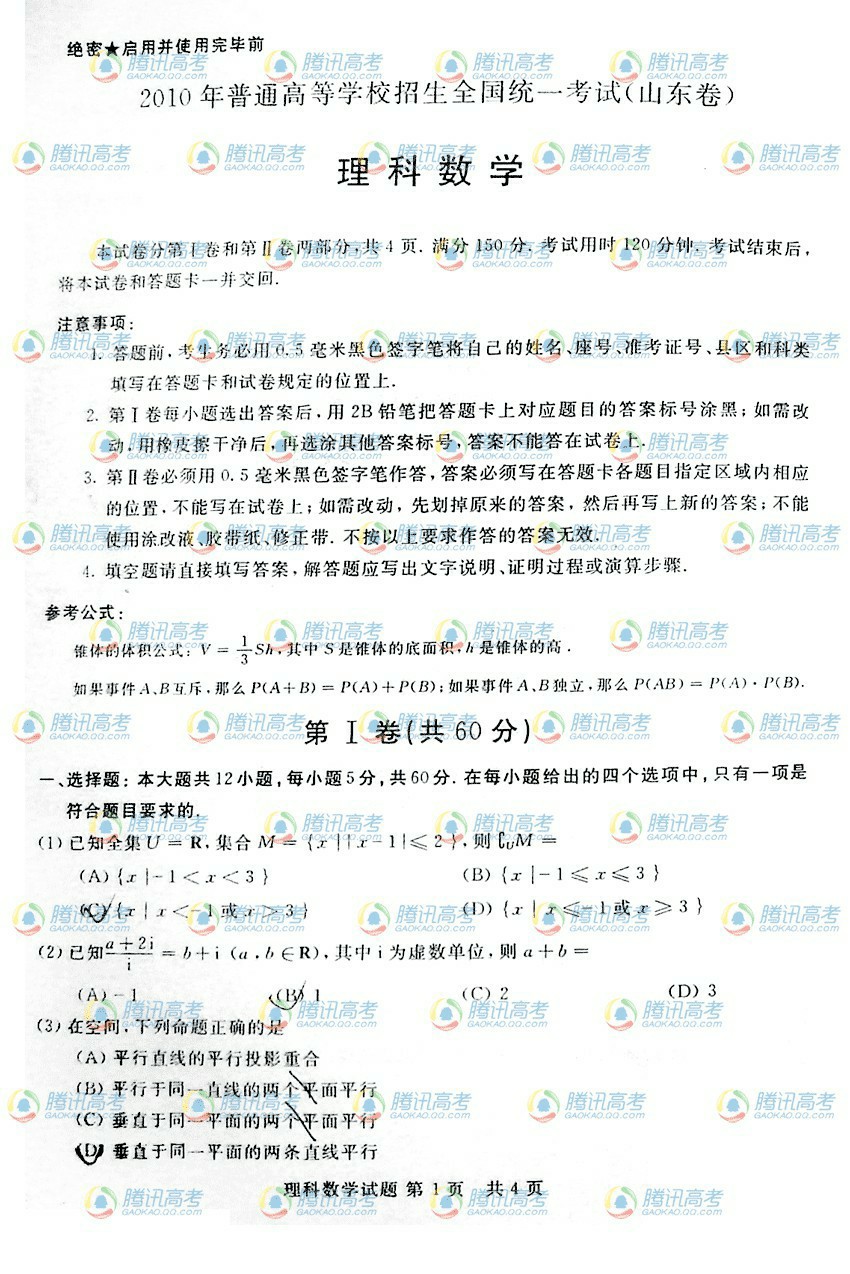 绝密★启用并使用完毕前
2010年普通高等学校招生全国统一考试(山东卷)
理科数学
本试卷分第Ⅰ卷和第Ⅱ卷两部分,共4页. 满分150分. 考试用时120分钟. 考试结束后,
将本试卷和答题卡一并交回.
注意事项:
1. 答题前,考生务必用0.5毫米黑色签字笔将自己的姓名、座号、准考证号、县区和科类
填写在答题卡和试卷规定的位置上.
2. 第Ⅰ卷每小题选出答案后,用2B铅笔把答题卡上对应题目的答案标号涂黑;如需改
动,用橡皮擦干净后,再选涂其他答案标号,答案不能答在试卷上.
3. 第Ⅱ卷必须用0.5毫米黑色签字笔作答,答案必须写在答题卡各题目指定区域内相应
的位置,不能写在试卷上;如需改动,先划掉原来的答案,然后再写上新的答案;不能
使用涂改液、胶带纸、修正带. 不按以上要求作答的答案无效.
4. 填空题请直接填写答案,解答题应写出文字说明、证明过程或演算步骤.
参考公式:
锥体的体积公式: V = 1/3 Sh,其中S是锥体的底面积,h是锥体的高.
如果事件A、B互斥,那么P(A+B) = P(A)+P(B);如果事件A、B独立,那么P(AB) = P(A)·P(B).
第Ⅰ卷(共60分)
一、选择题:本大题共12小题,每小题5分,共60分. 在每小题给出的四个选项中,只有一项是
符合题目要求的.
(1) 已知全集U = R,集合M = {x | |x-1| ≤ 2},则∁UM =
(A) {x | -1 < x < 3} (B) {x | -1 ≤ x ≤ 3}
(C) {x | x < -1 或 x > 3} (D) {x | x ≤ -1 或 x ≥ 3}
(2) 已知 (a+2i)/i = b+i (a,b∈R),其中i为虚数单位,则a+b=
(A) -1 (B) 1 (C) 2 (D) 3
(3) 在空间,下列命题正确的是
(A) 平行直线的平行投影重合
(B) 平行于同一直线的两个平面平行
(C) 垂直于同一平面的两个平面平行
(D) 垂直于同一平面的两条直线平行
理科数学试题 第1页 共4页
腾讯高考
GAOKAO.QQ.COM